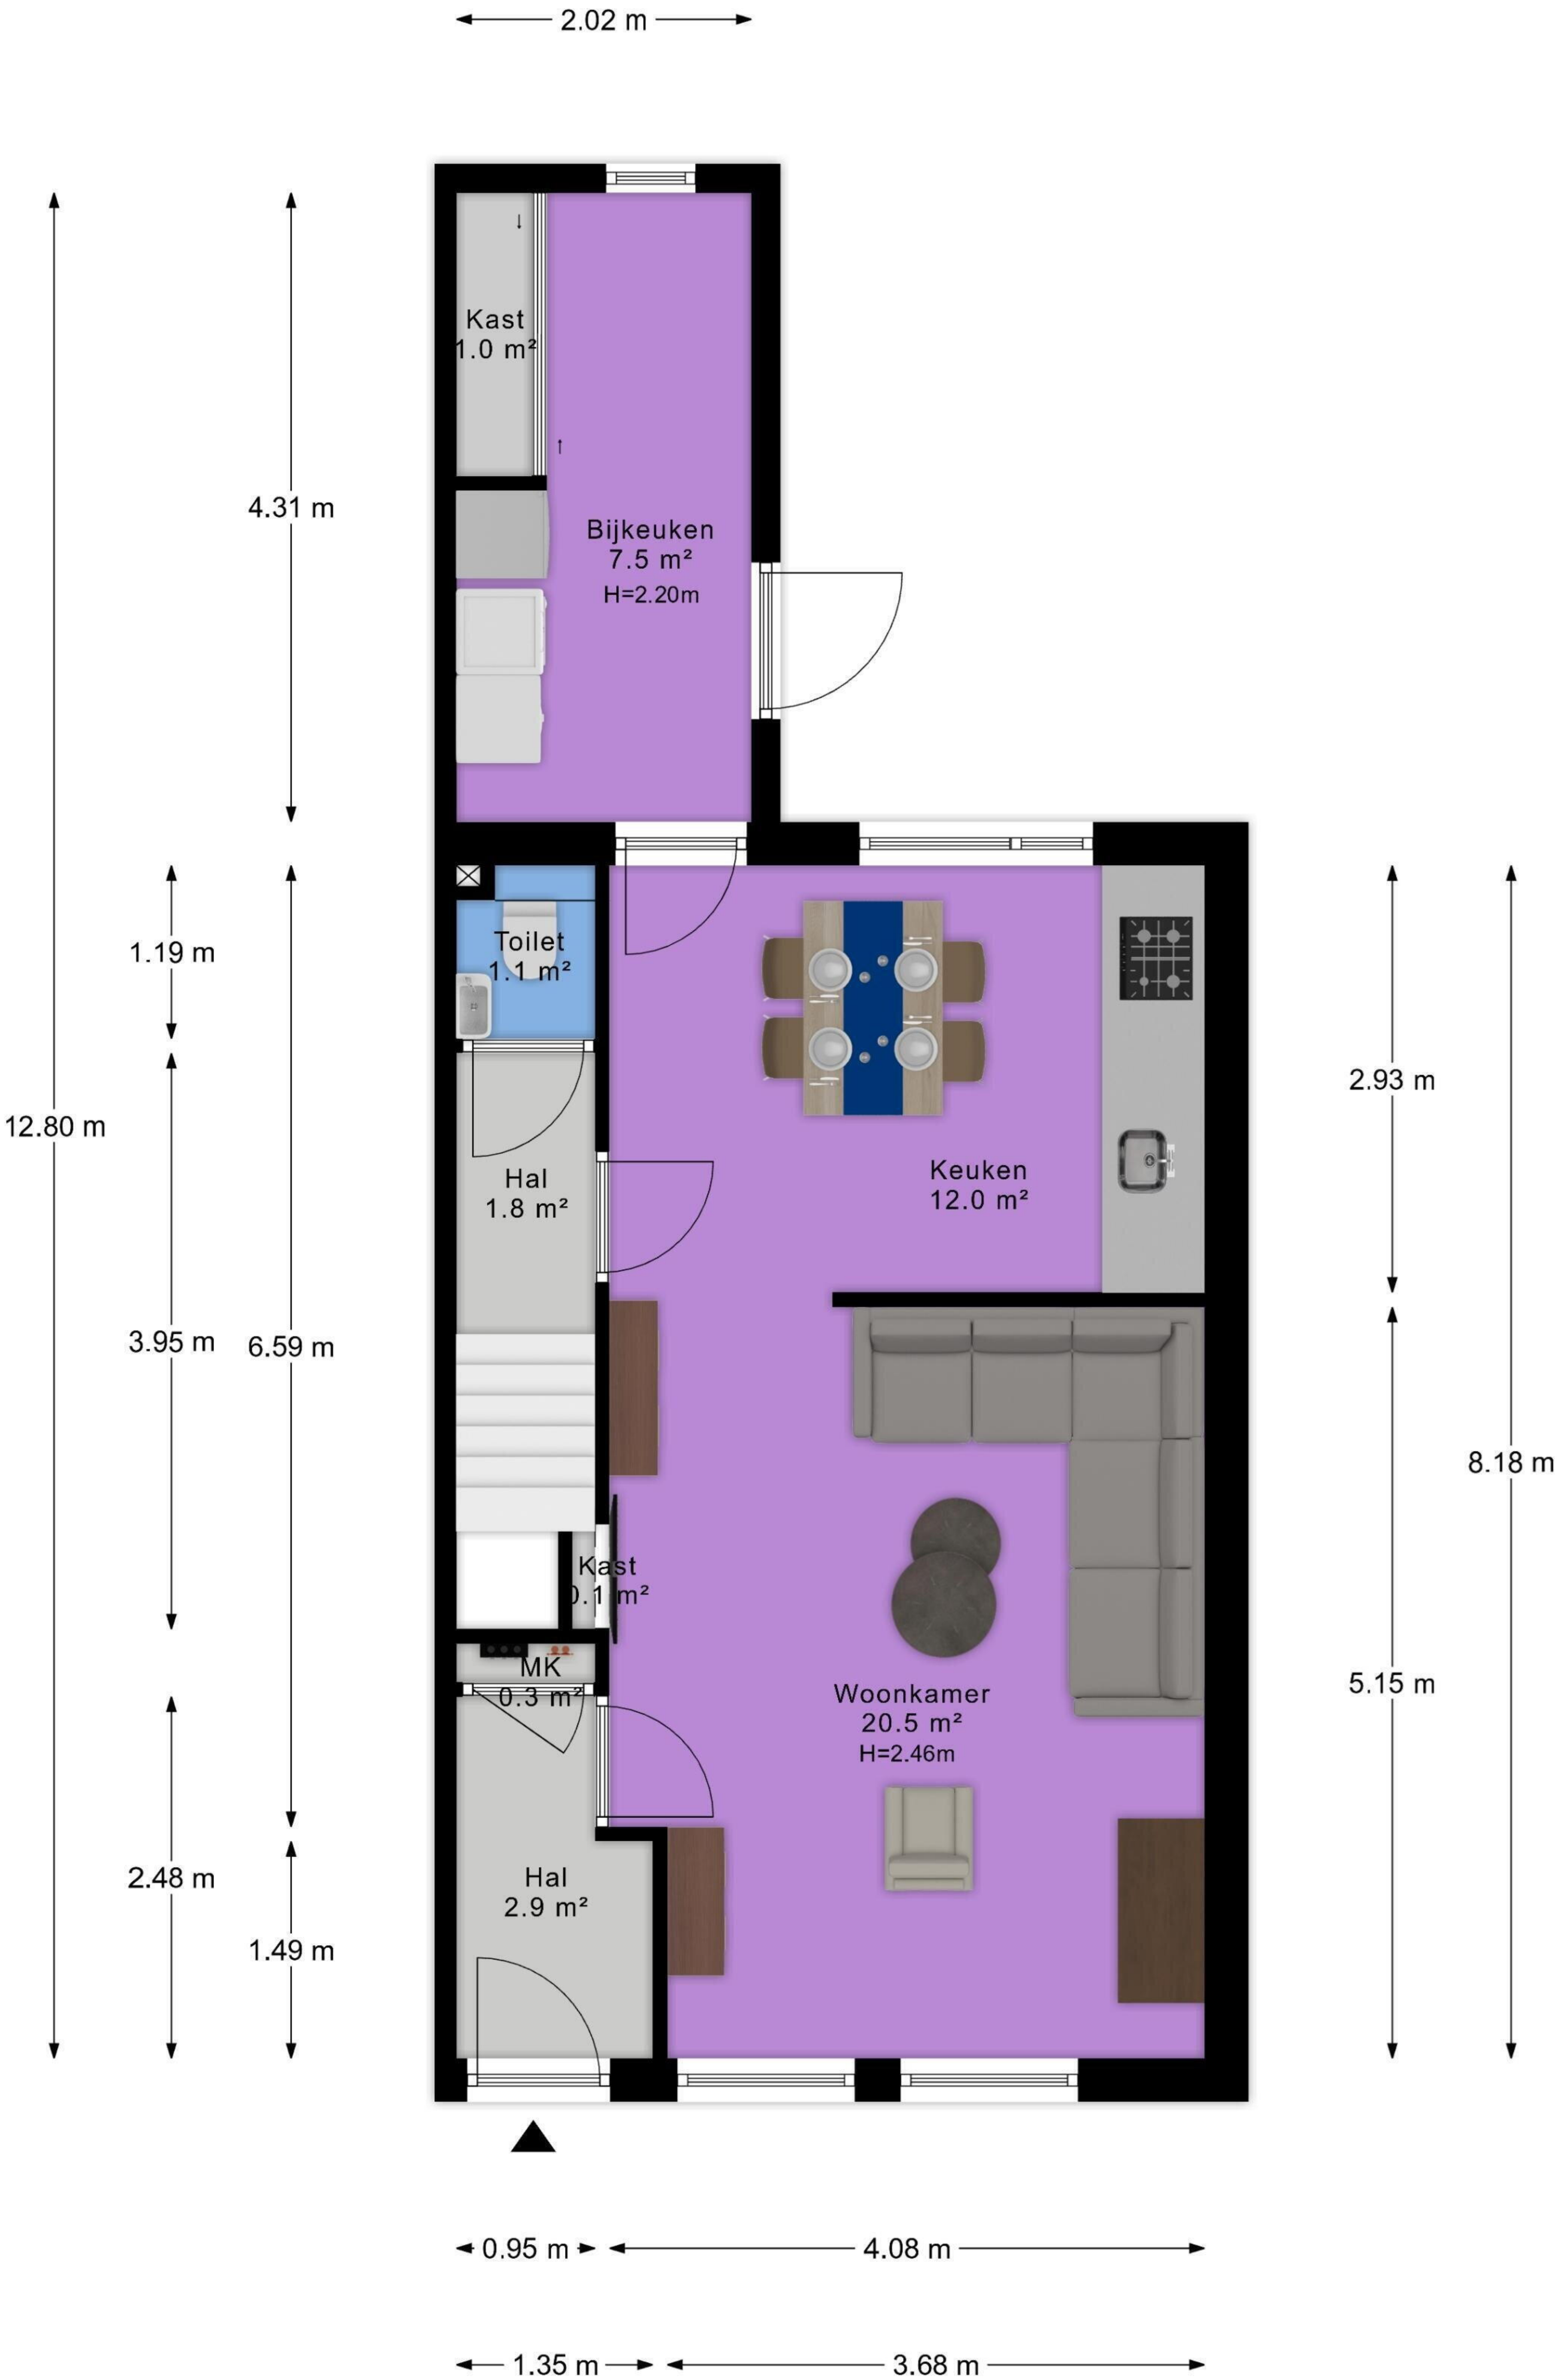 2.02 m
Kast
1.0 m²
4.31 m
Bijkeuken
7.5 m²
H=2.20m
Toilet
1.1 m²
1.19 m
2.93 m
12.80 m
Keuken
12.0 m²
Hal
1.8 m²
3.95 m
6.59 m
8.18 m
Kast
0.1 m²
MK
0.3 m²
Woonkamer
20.5 m²
H=2.46m
5.15 m
Hal
2.9 m²
2.48 m
1.49 m
0.95 m
4.08 m
1.35 m
3.68 m